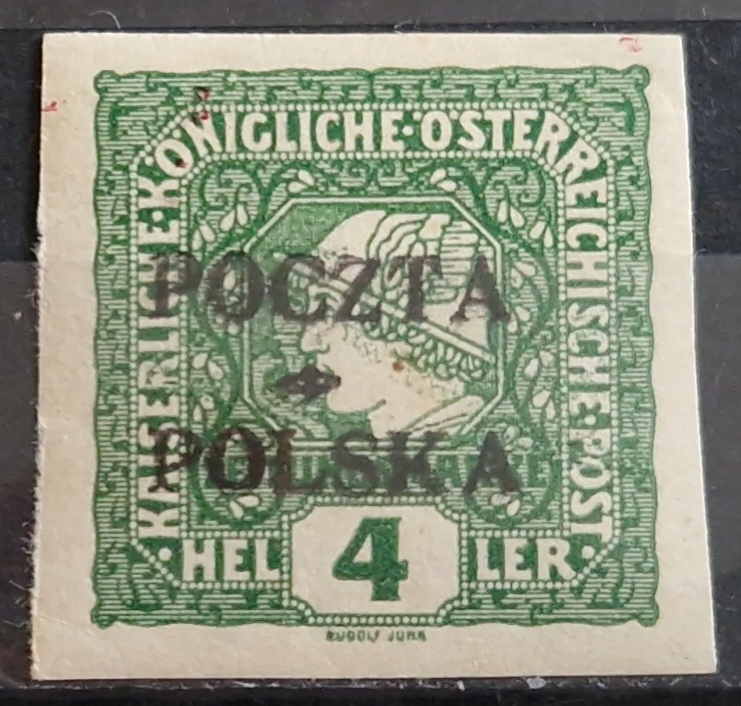 KAISERLICHE·KÖNIGLICHE·ÖSTERREICHISCHE·POST·
POCZTA
POLSKA
·HEL 4 LER·
RUDOLF JUNK